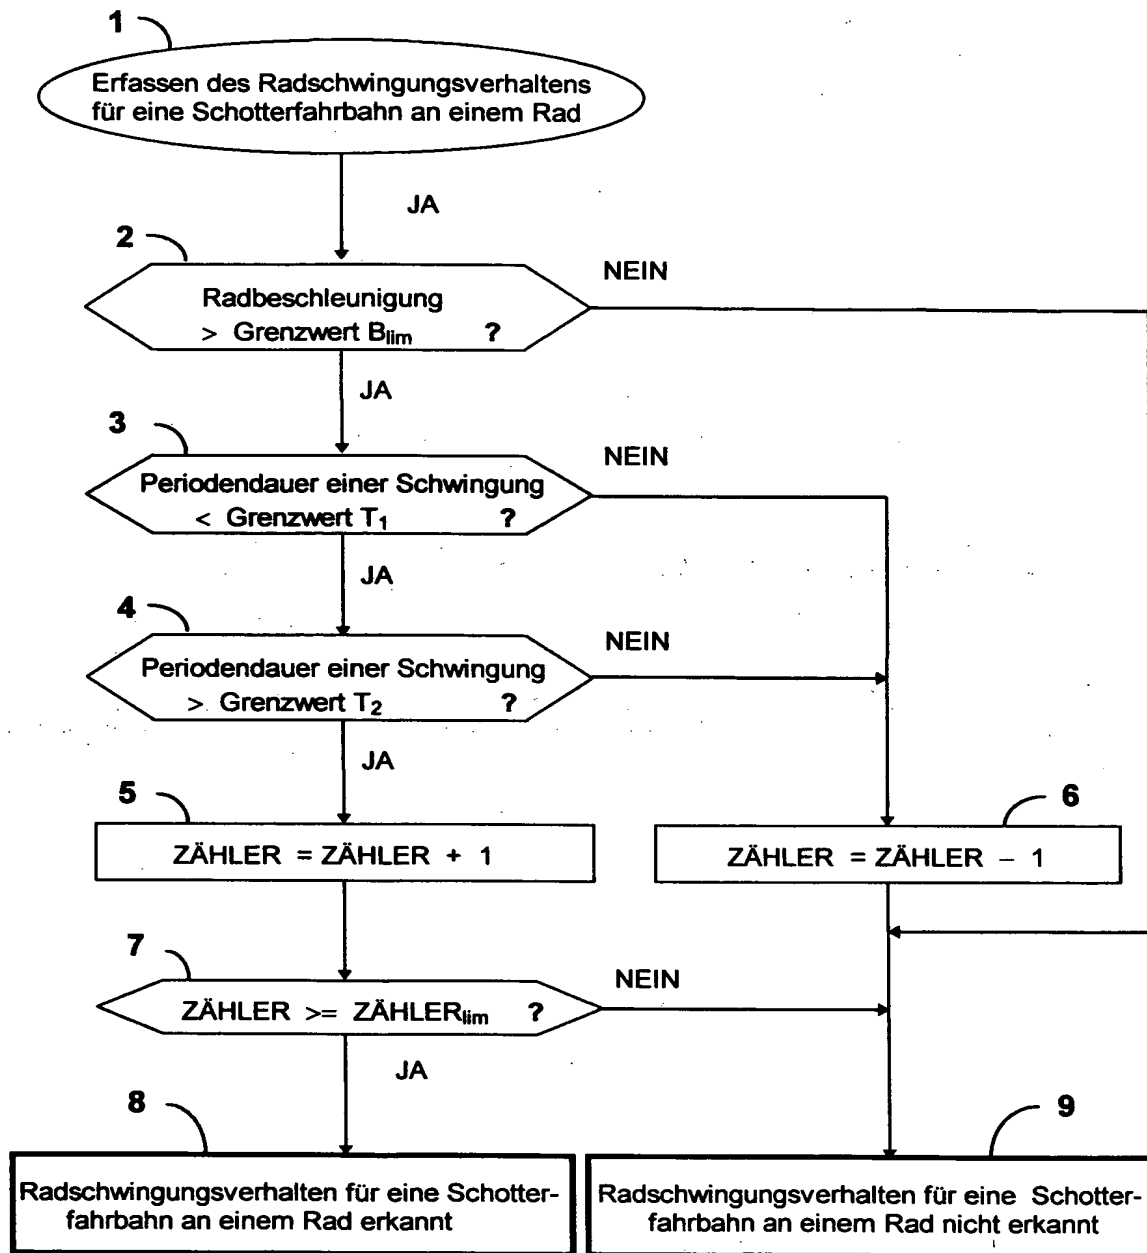 1
Erfassen des Radschwingungsverhaltens
für eine Schotterfahrbahn an einem Rad
JA
2
NEIN
Radbeschleunigung
> Grenzwert Blim ?
JA
3
NEIN
Periodendauer einer Schwingung
< Grenzwert T1 ?
JA
4
NEIN
Periodendauer einer Schwingung
> Grenzwert T2 ?
JA
5
6
ZÄHLER = ZÄHLER + 1
ZÄHLER = ZÄHLER – 1
7
NEIN
ZÄHLER >= ZÄHLERlim ?
JA
8
9
Radschwingungsverhalten für eine Schotter-
fahrbahn an einem Rad erkannt
Radschwingungsverhalten für eine Schotter-
fahrbahn an einem Rad nicht erkannt